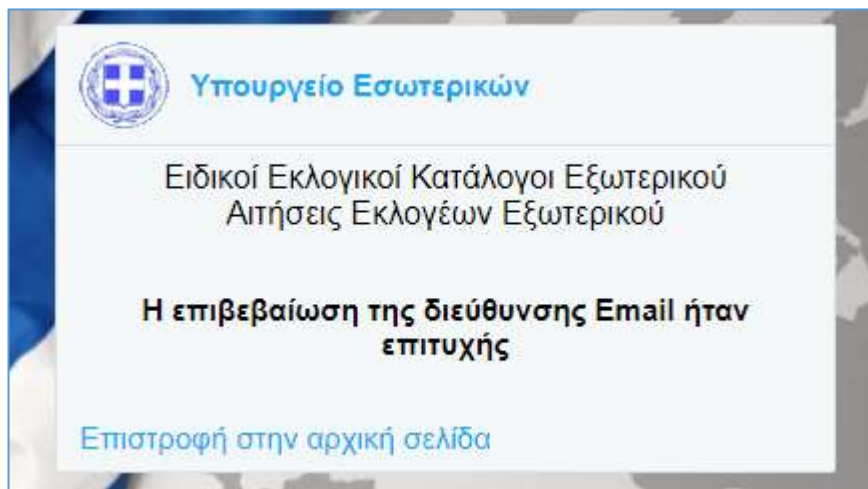 Υπουργείο Εσωτερικών
Ειδικοί Εκλογικοί Κατάλογοι Εξωτερικού
Αιτήσεις Εκλογέων Εξωτερικού
Η επιβεβαίωση της διεύθυνσης Email ήταν
επιτυχής
Επιστροφή στην αρχική σελίδα